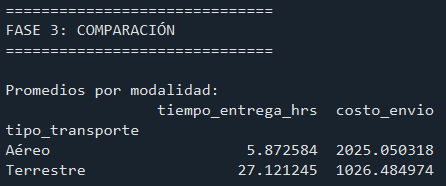 ==============================
FASE 3: COMPARACIÓN
==============================
Promedios por modalidad:
tiempo_entrega_hrs costo_envio
tipo_transporte
Aéreo 5.872584 2025.050318
Terrestre 27.121245 1026.484974